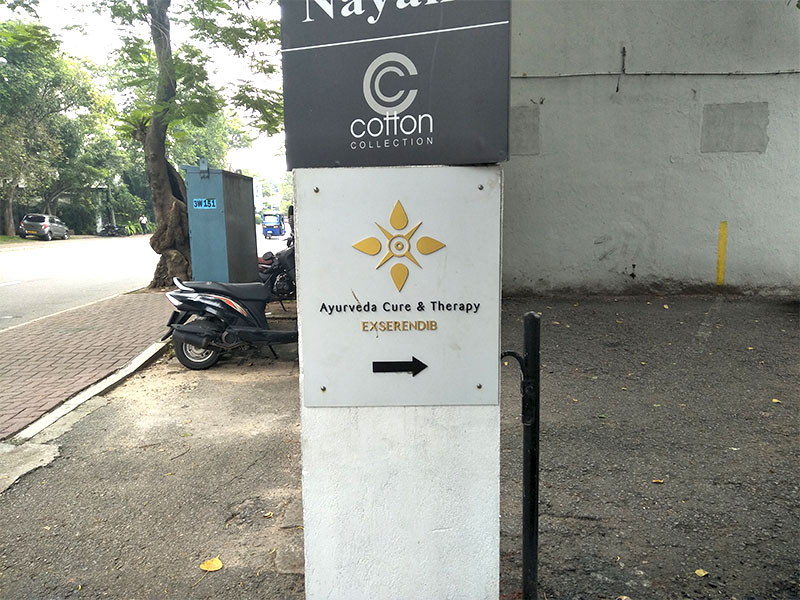 cotton
COLLECTION
3W151
Ayurveda Cure & Therapy
EXSERENDIB